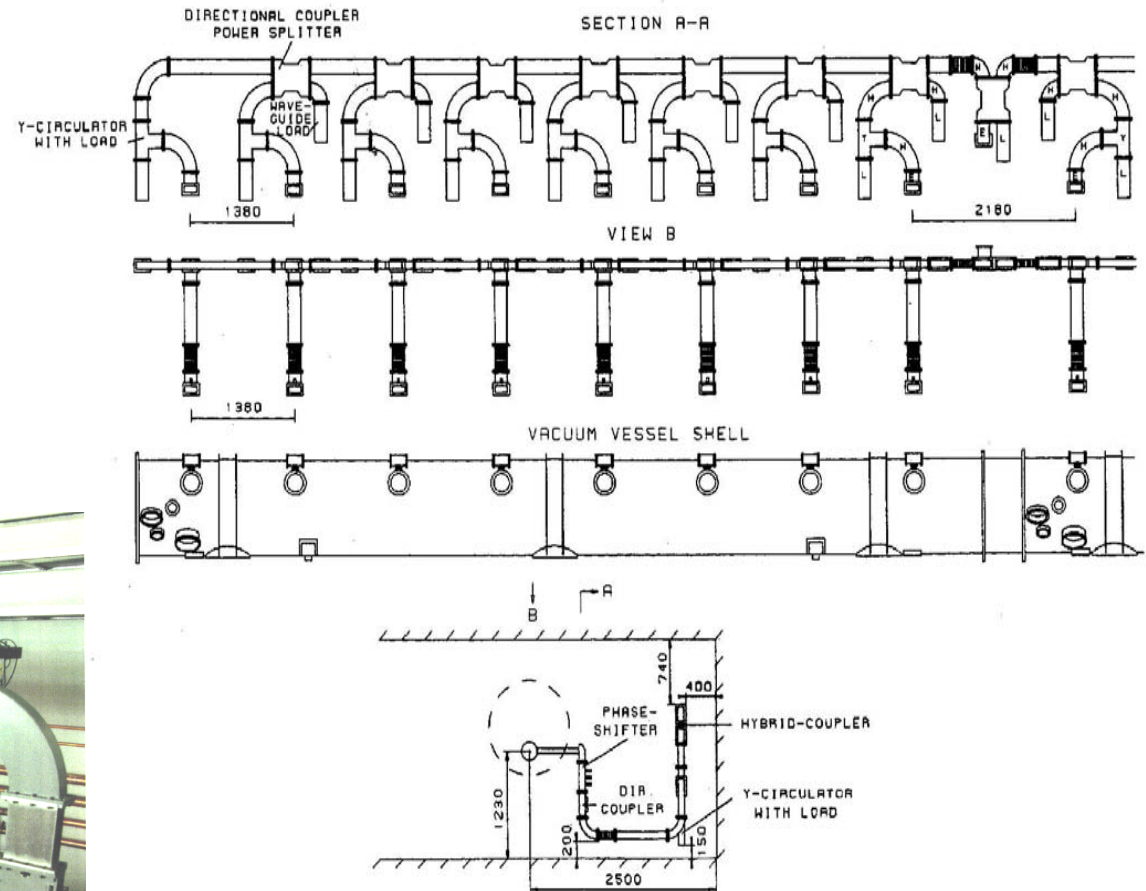 SECTION A-A
DIRECTIONAL COUPLER
POWER SPLITTER
WAVE-
GUIDE
LOAD
Y-CIRCULATOR
WITH LOAD
H
H
H
H
H
H
L
L
E
L
L
T
H
H
Y
L
E
E
L
1380
2180
VIEW B
1380
VACUUM VESSEL SHELL
B
A
740
400
PHASE-
SHIFTER
HYBRID-COUPLER
DIR.
COUPLER
Y-CIRCULATOR
WITH LOAD
1230
200
150
2500